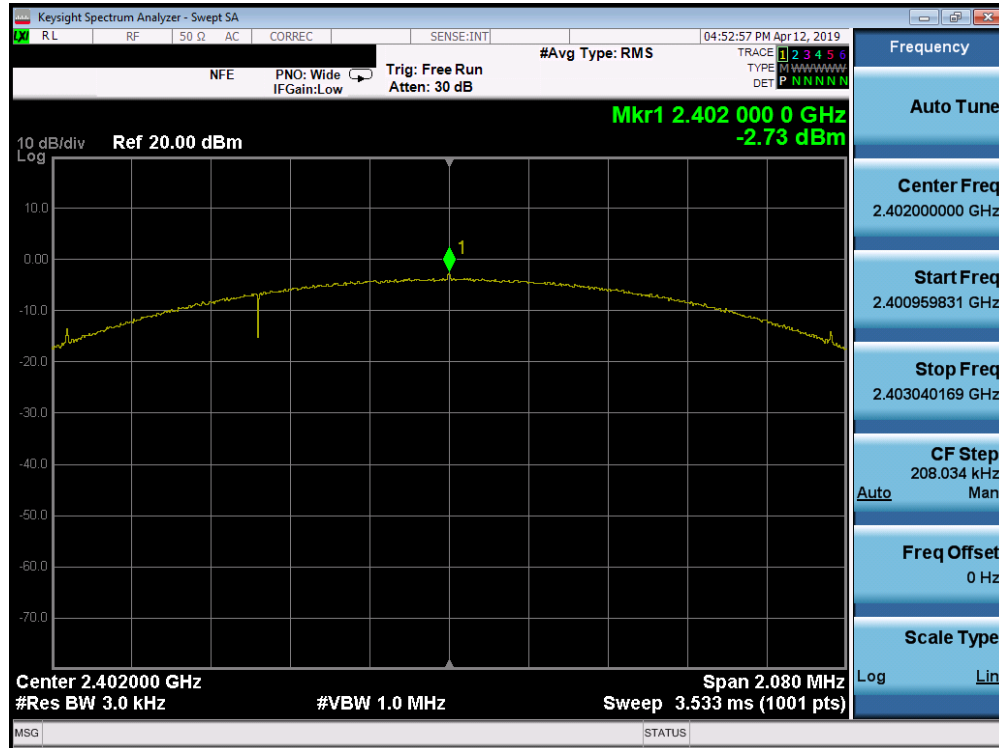 Keysight Spectrum Analyzer - Swept SA
LXI RL RF 50 Ω AC CORREC SENSE:INT 04:52:57 PM Apr 12, 2019
NFE PNO: Wide Trig: Free Run #Avg Type: RMS TRACE 1 2 3 4 5 6
IFGain:Low Atten: 30 dB TYPE M WWWWW
DET P N N N N N
Mkr1 2.402 000 0 GHz
-2.73 dBm
10 dB/div Ref 20.00 dBm
Log
1
10.0
0.00
-10.0
-20.0
-30.0
-40.0
-50.0
-60.0
-70.0
Center 2.402000 GHz Span 2.080 MHz
#Res BW 3.0 kHz #VBW 1.0 MHz Sweep 3.533 ms (1001 pts)
MSG STATUS
Frequency
Auto Tune
Center Freq
2.402000000 GHz
Start Freq
2.400959831 GHz
Stop Freq
2.403040169 GHz
CF Step
208.034 kHz
Auto Man
Freq Offset
0 Hz
Scale Type
Log Lin